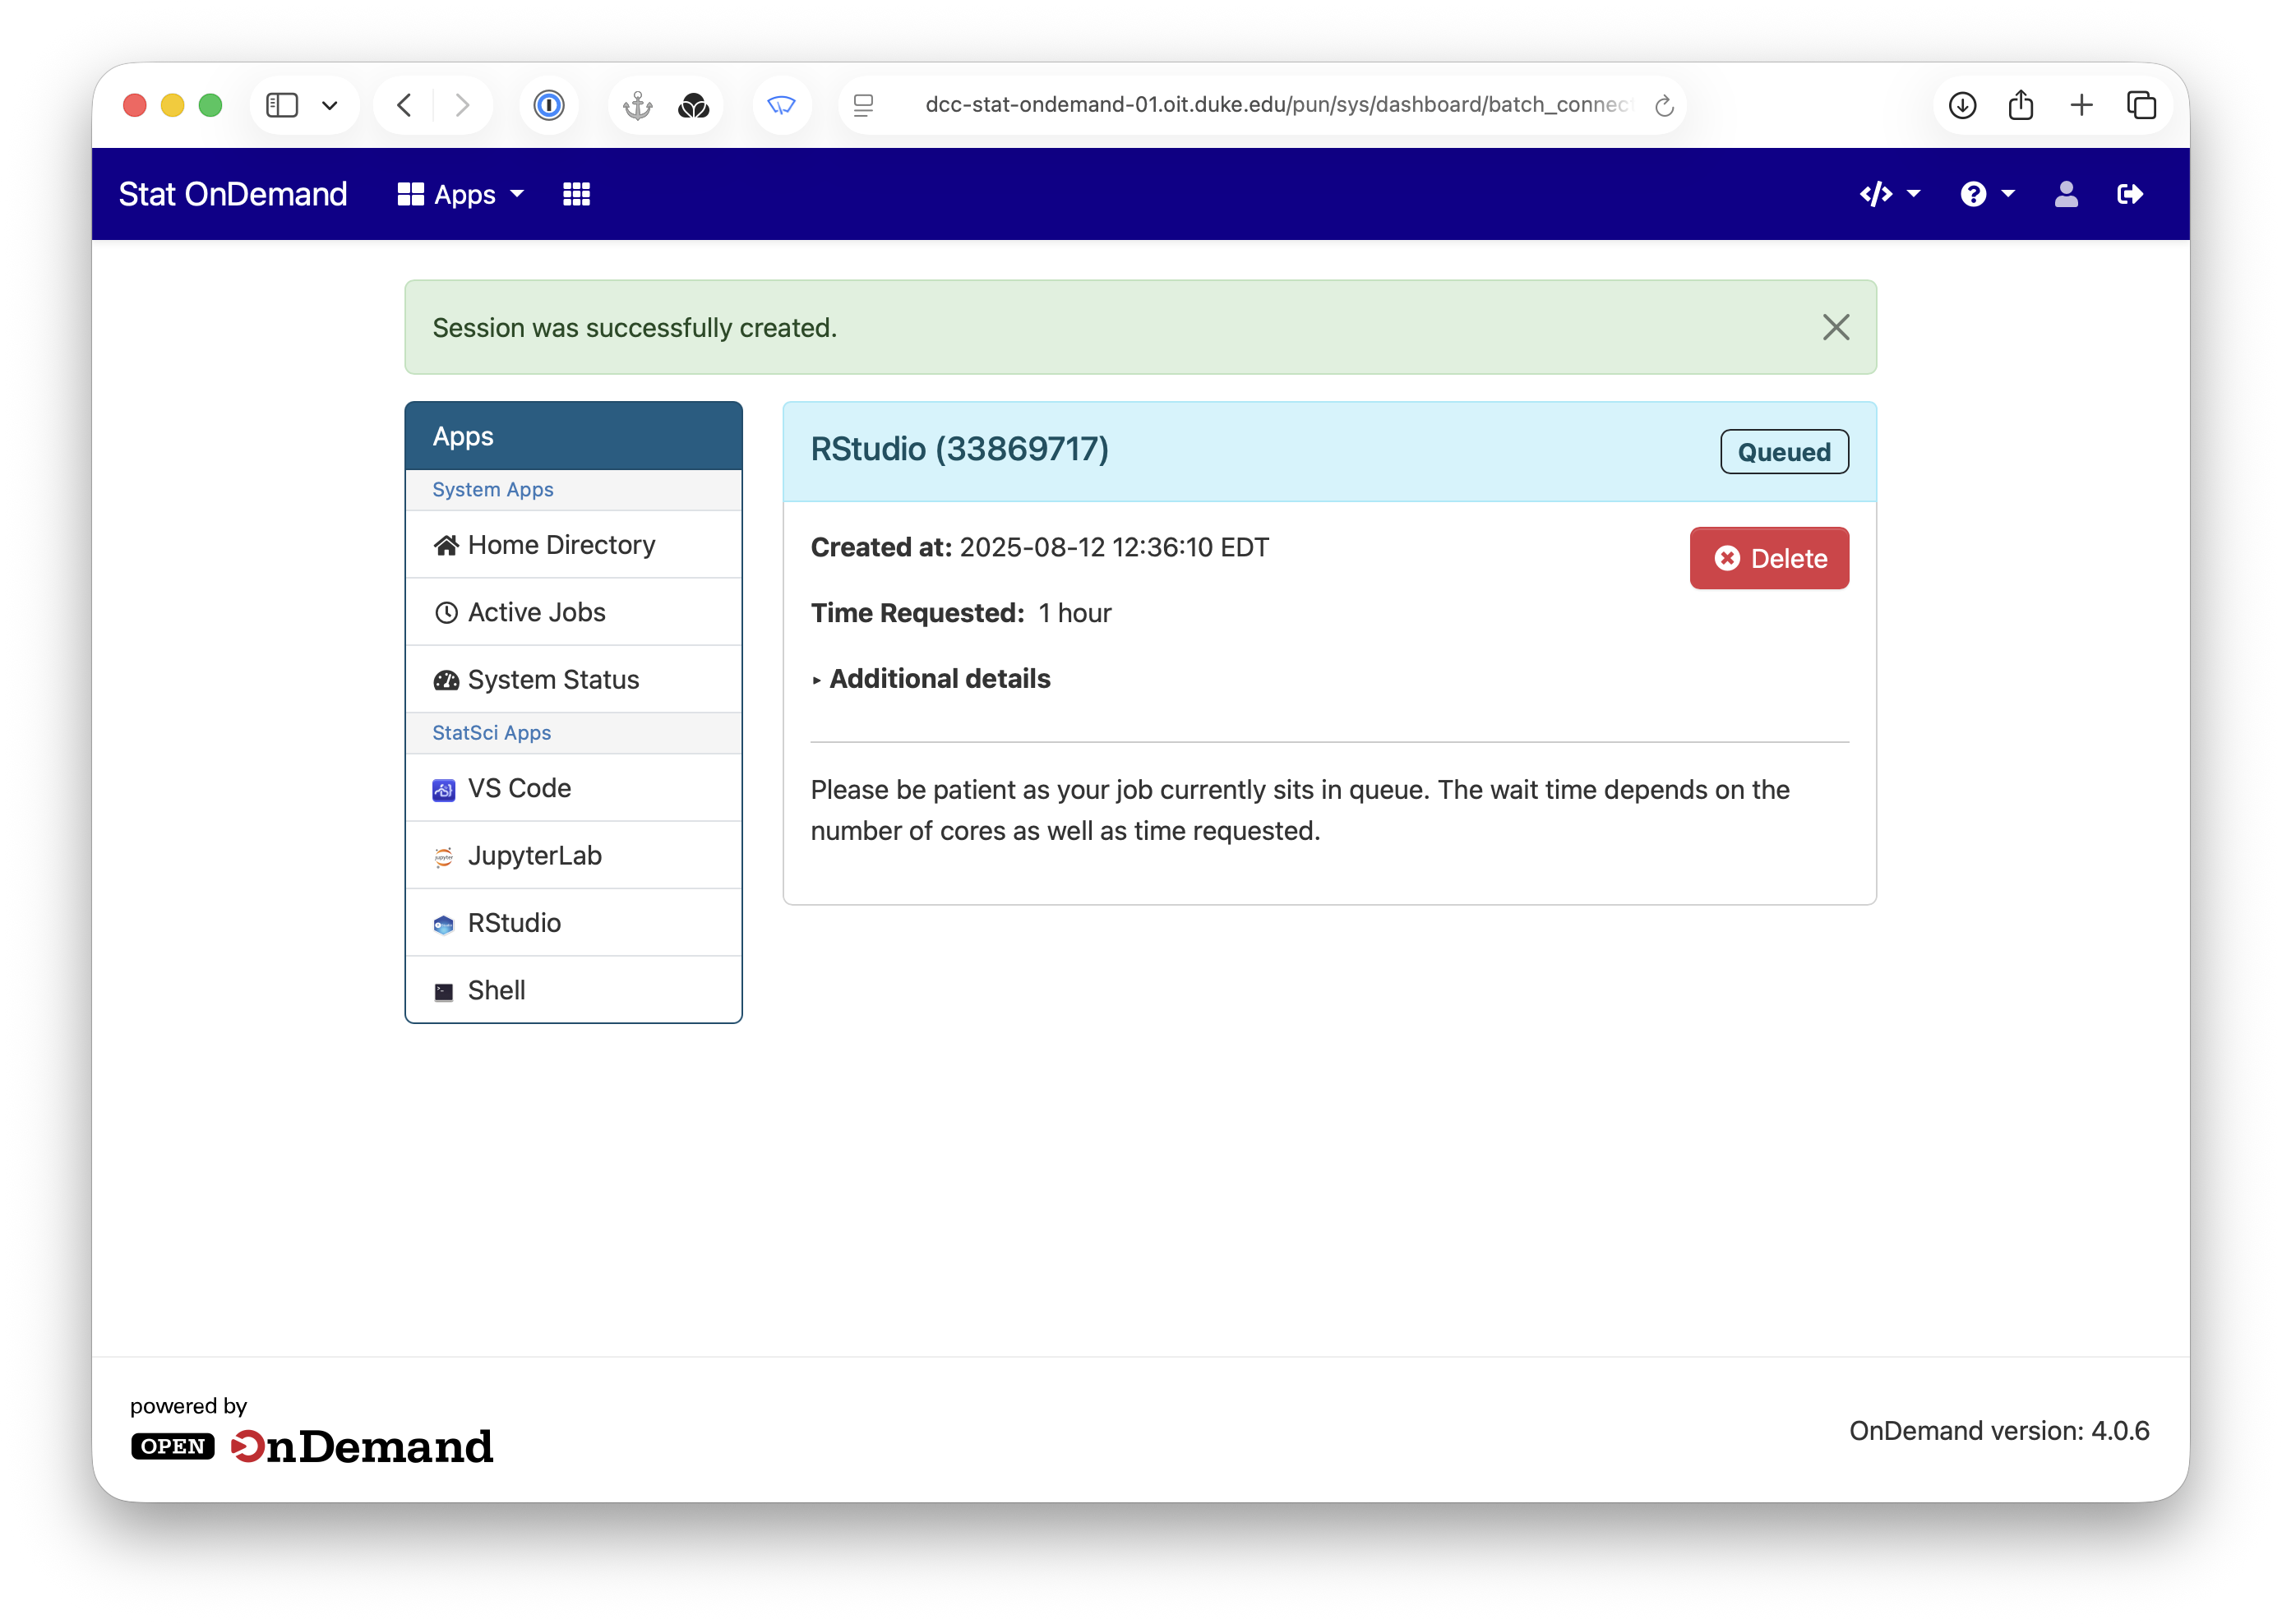 dcc-stat-ondemand-01.oit.duke.edu/pun/sys/dashboard/batch_connec
Stat OnDemand
Apps
Session was successfully created.
Apps
System Apps
Home Directory
Active Jobs
System Status
StatSci Apps
VS Code
JupyterLab
RStudio
Shell
RStudio (33869717)
Queued
Created at: 2025-08-12 12:36:10 EDT
Delete
Time Requested: 1 hour
Additional details
Please be patient as your job currently sits in queue. The wait time depends on the
number of cores as well as time requested.
powered by
OPEN OnDemand
OnDemand version: 4.0.6